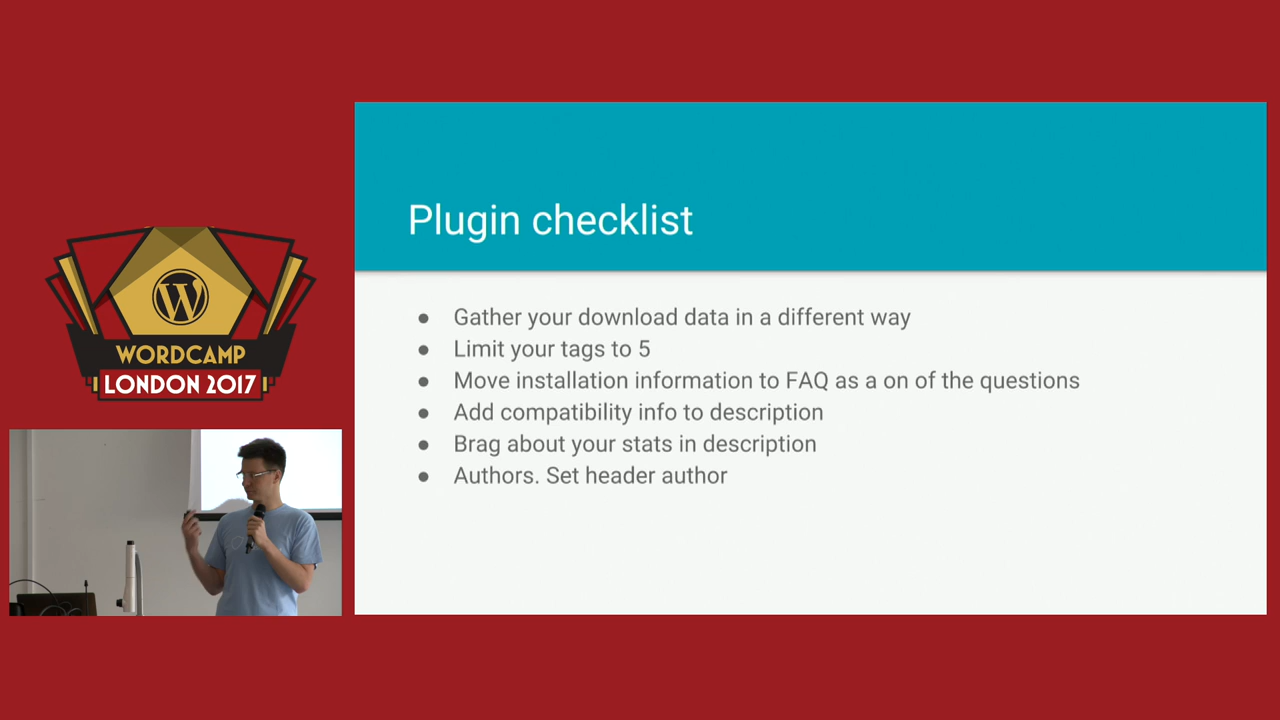 Plugin checklist
● Gather your download data in a different way
● Limit your tags to 5
● Move installation information to FAQ as a on of the questions
● Add compatibility info to description
● Brag about your stats in description
● Authors. Set header author
W
WORDCAMP
LONDON 2017